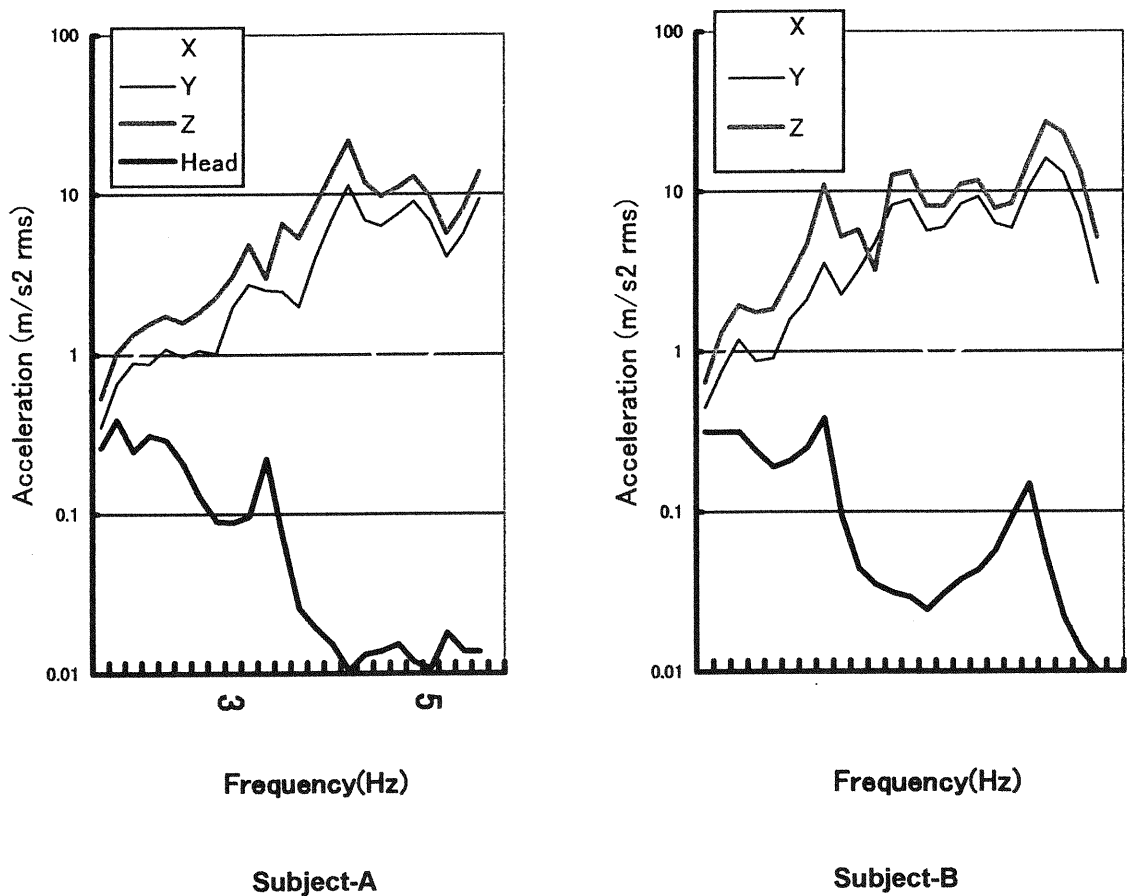 100
10
1
0.1
0.01
Acceleration (m/s2 rms)
X
Y
Z
Head
3
5
Frequency(Hz)
Subject-A
100
10
1
0.1
0.01
Acceleration (m/s2 rms)
X
Y
Z
Frequency(Hz)
Subject-B